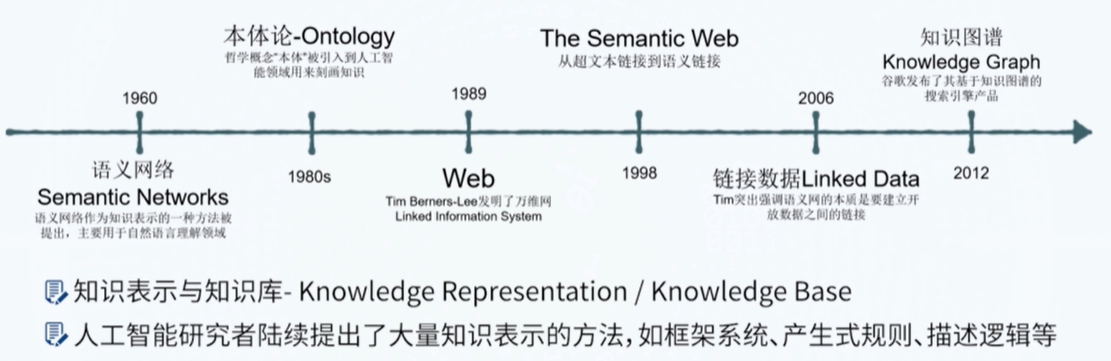 本体论-Ontology
哲学概念“本体”被引入到人工智
能领域用来刻画知识
The Semantic Web
从超文本链接到语义链接
知识图谱
Knowledge Graph
谷歌发布了其基于知识图谱的
搜索引擎产品
1960
1989
2006
语义网络
Semantic Networks
语义网络作为知识表示的一种方法被
提出，主要用于自然语言理解领域
1980s
Web
Tim Berners-Lee发明了万维网
Linked Information System
1998
链接数据Linked Data
Tim突出强调语义网的本质是要建立开
放数据之间的链接
2012
知识表示与知识库- Knowledge Representation / Knowledge Base
人工智能研究者陆续提出了大量知识表示的方法，如框架系统、产生式规则、描述逻辑等